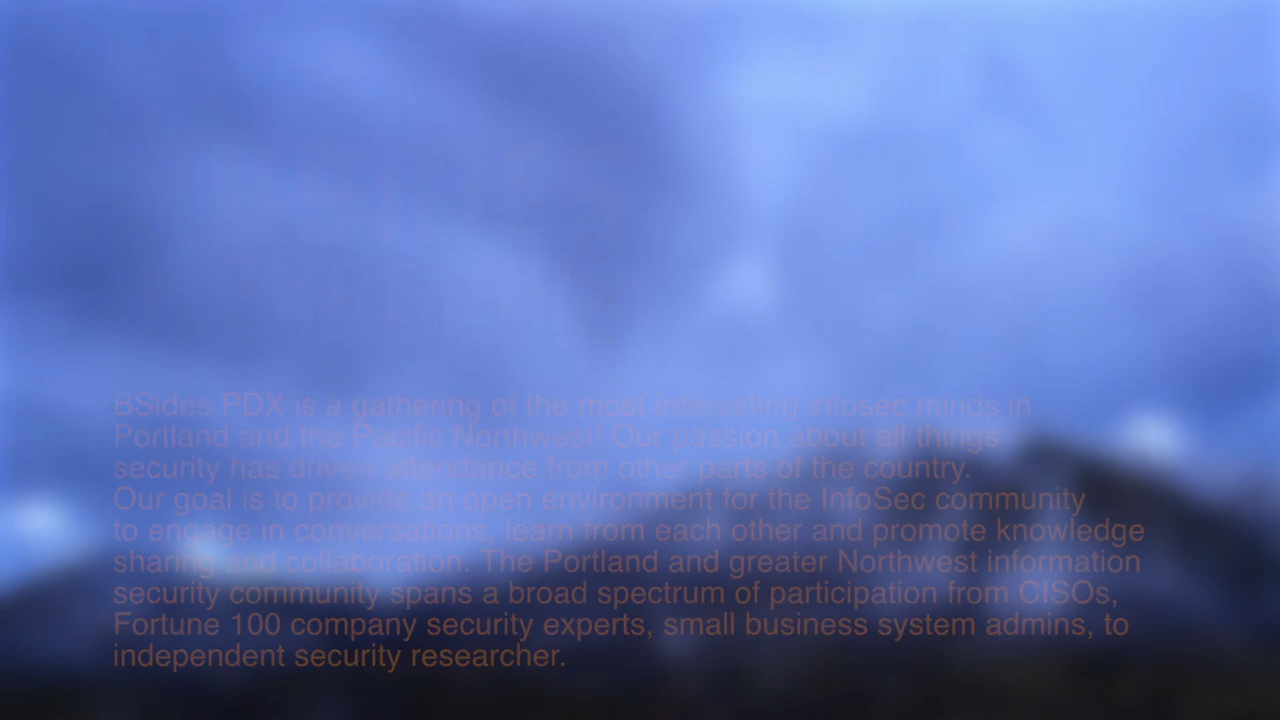 BSides PDX is a gathering of the most interesting infosec minds in
Portland and the Pacific Northwest! Our passion about all things
security has driven attendance from other parts of the country.
Our goal is to provide an open environment for the InfoSec community
to engage in conversations, learn from each other and promote knowledge
sharing and collaboration. The Portland and greater Northwest information
security community spans a broad spectrum of participation from CISOs,
Fortune 100 company security experts, small business system admins, to
independent security researcher.